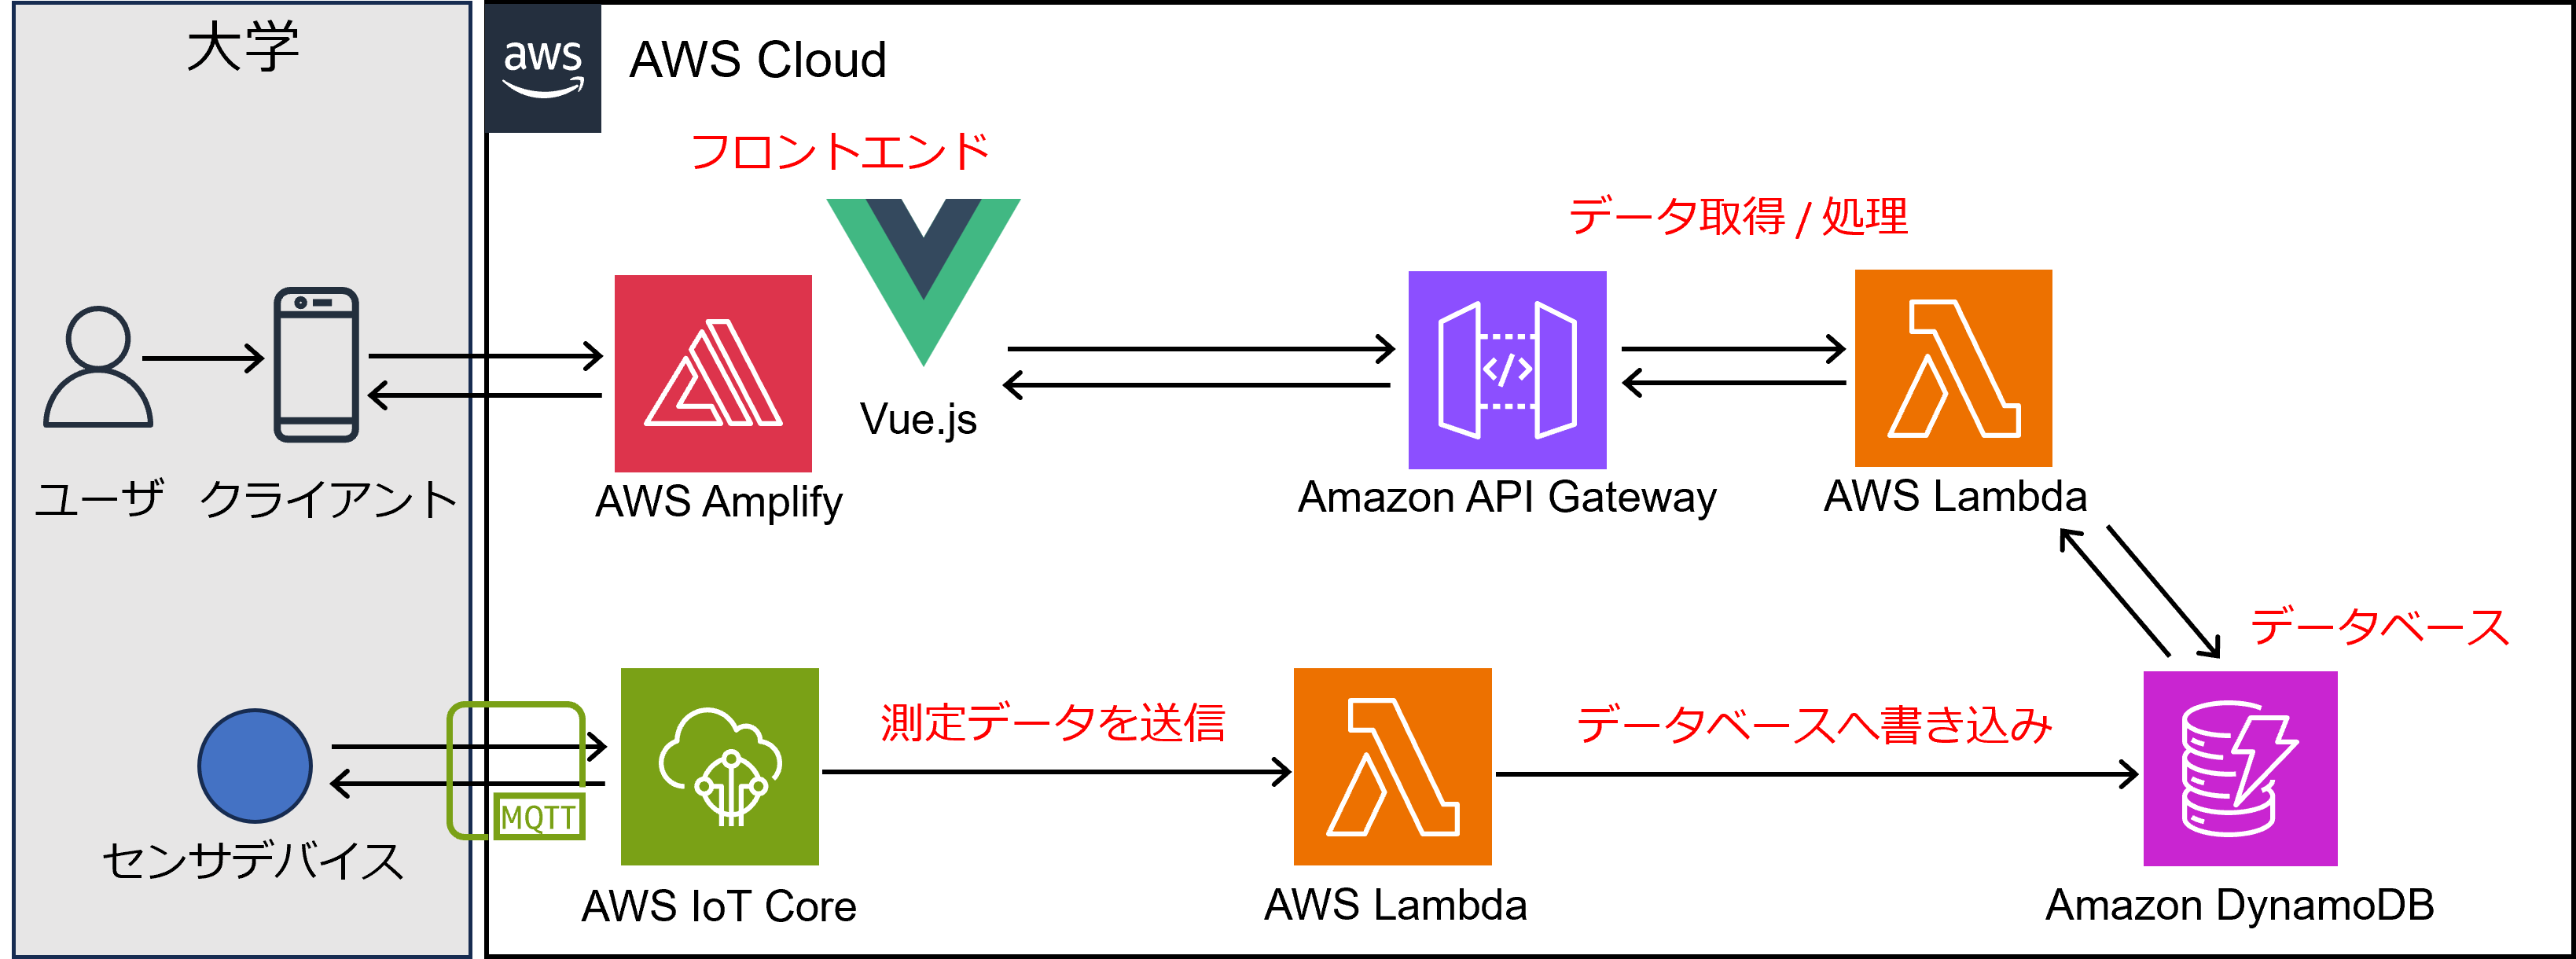 大学
aws
AWS Cloud
フロントエンド
データ取得 / 処理
Vue.js
ユーザ
クライアント
AWS Amplify
Amazon API Gateway
AWS Lambda
データベース
測定データを送信
データベースへ書き込み
MQTT
センサデバイス
AWS IoT Core
AWS Lambda
Amazon DynamoDB